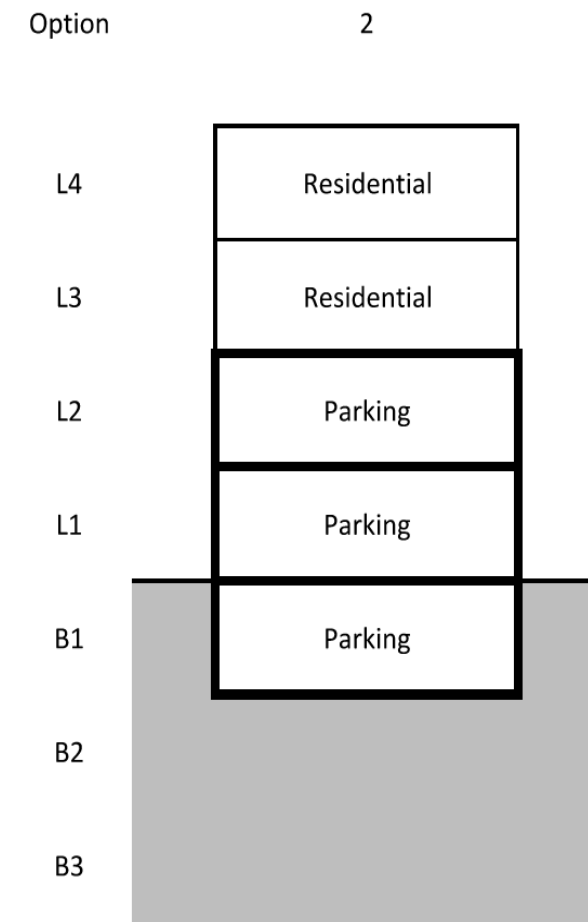 Option 2
L4 Residential
L3 Residential
L2 Parking
L1 Parking
B1 Parking
B2
B3